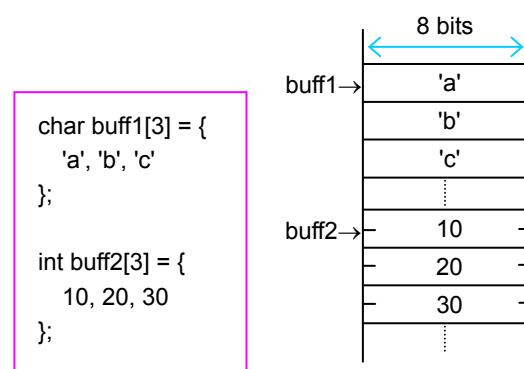 char buff1[3] = {
'a', 'b', 'c'
};
int buff2[3] = {
10, 20, 30
};
8 bits
buff1→ 'a'
'b'
'c'
buff2→ 10
20
30